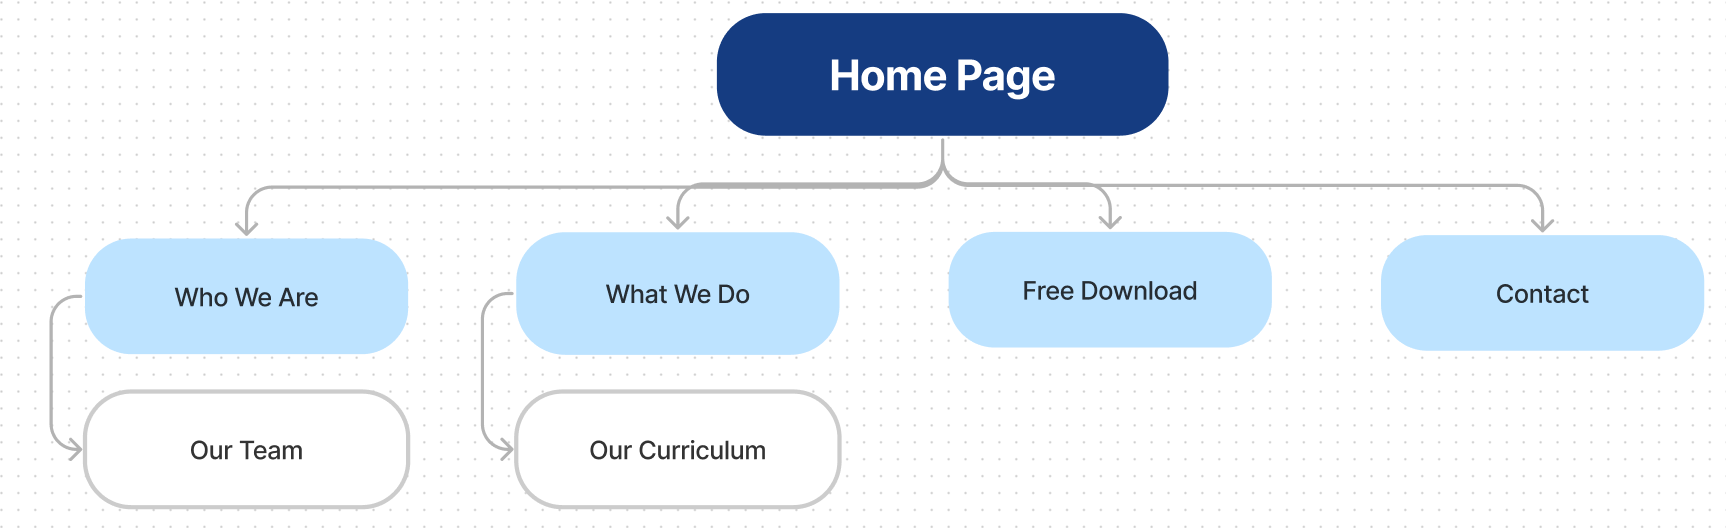 Home Page
Who We Are
What We Do
Free Download
Contact
Our Team
Our Curriculum